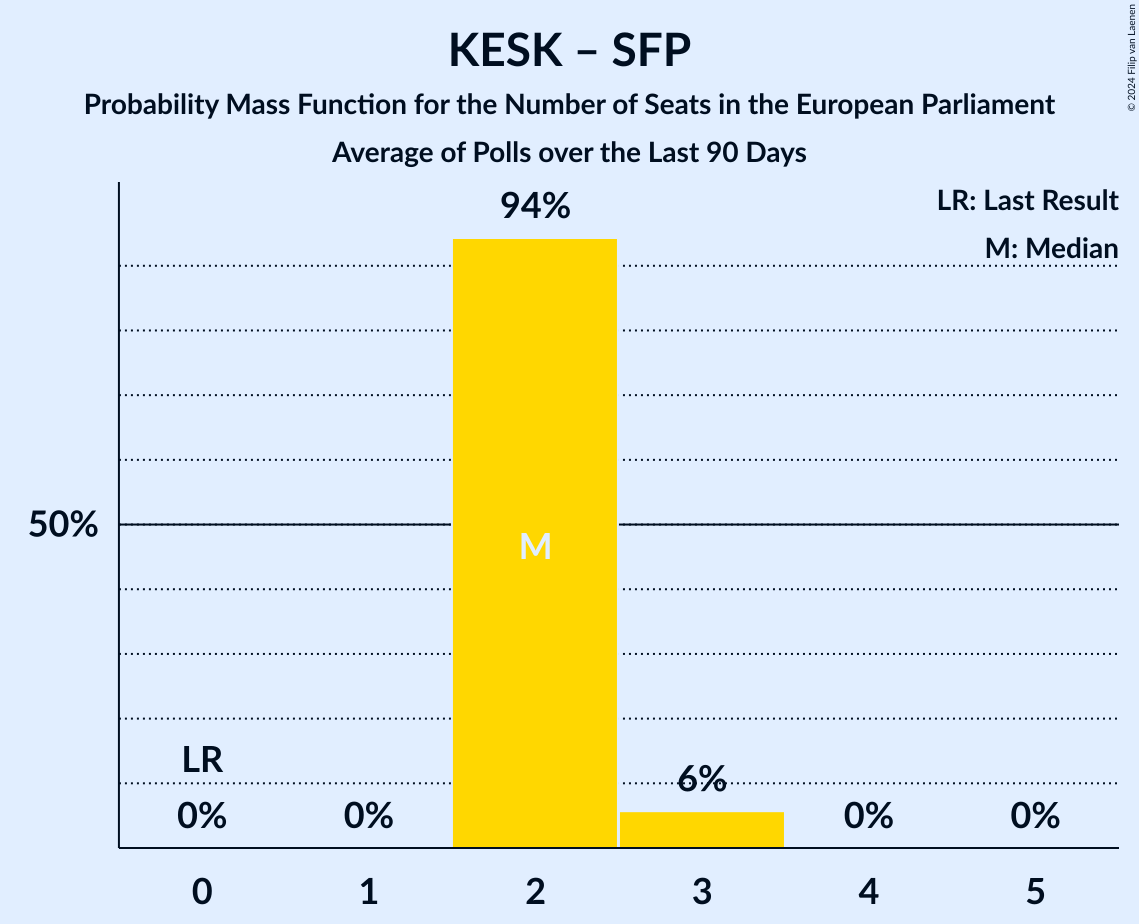 KESK – SFP
Probability Mass Function for the Number of Seats in the European Parliament
Average of Polls over the Last 90 Days
© 2024 Filip van Laenen
LR: Last Result
M: Median
94%
50%
M
LR
0%
0%
6%
0%
0%
0
1
2
3
4
5